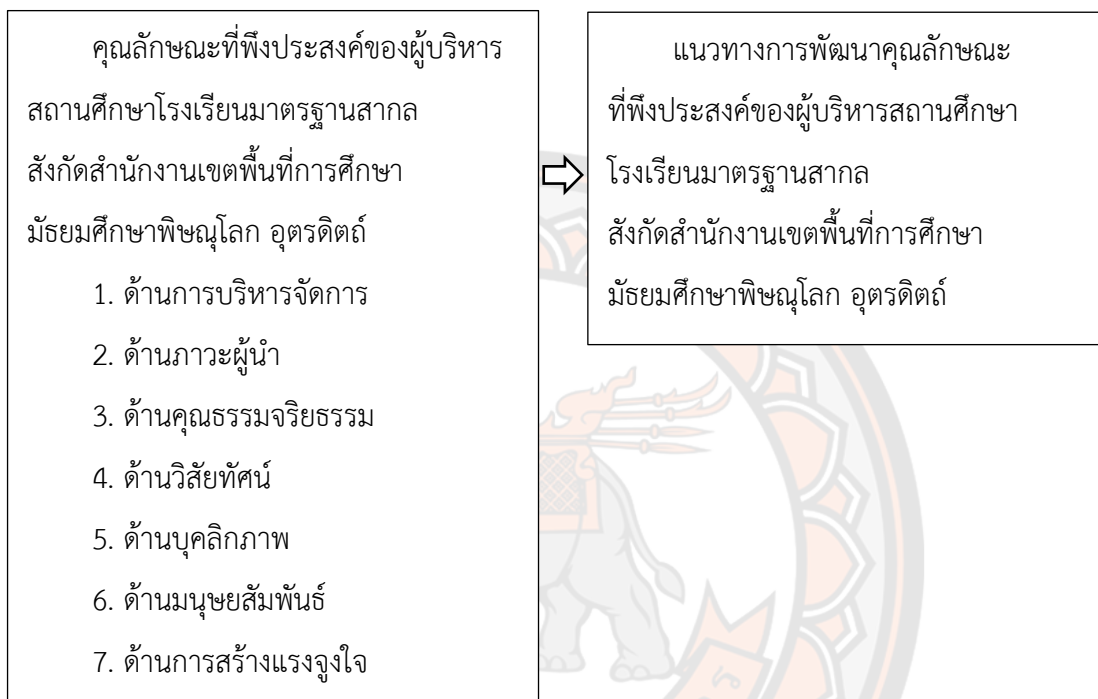 คุณลักษณะที่พึงประสงค์ของผู้บริหาร
สถานศึกษาโรงเรียนมาตรฐานสากล
สังกัดสำนักงานเขตพื้นที่การศึกษา
มัธยมศึกษาพิษณุโลก อุตรดิตถ์
1. ด้านการบริหารจัดการ
2. ด้านภาวะผู้นำ
3. ด้านคุณธรรมจริยธรรม
4. ด้านวิสัยทัศน์
5. ด้านบุคลิกภาพ
6. ด้านมนุษยสัมพันธ์
7. ด้านการสร้างแรงจูงใจ
แนวทางการพัฒนาคุณลักษณะ
ที่พึงประสงค์ของผู้บริหารสถานศึกษา
โรงเรียนมาตรฐานสากล
สังกัดสำนักงานเขตพื้นที่การศึกษา
มัธยมศึกษาพิษณุโลก อุตรดิตถ์